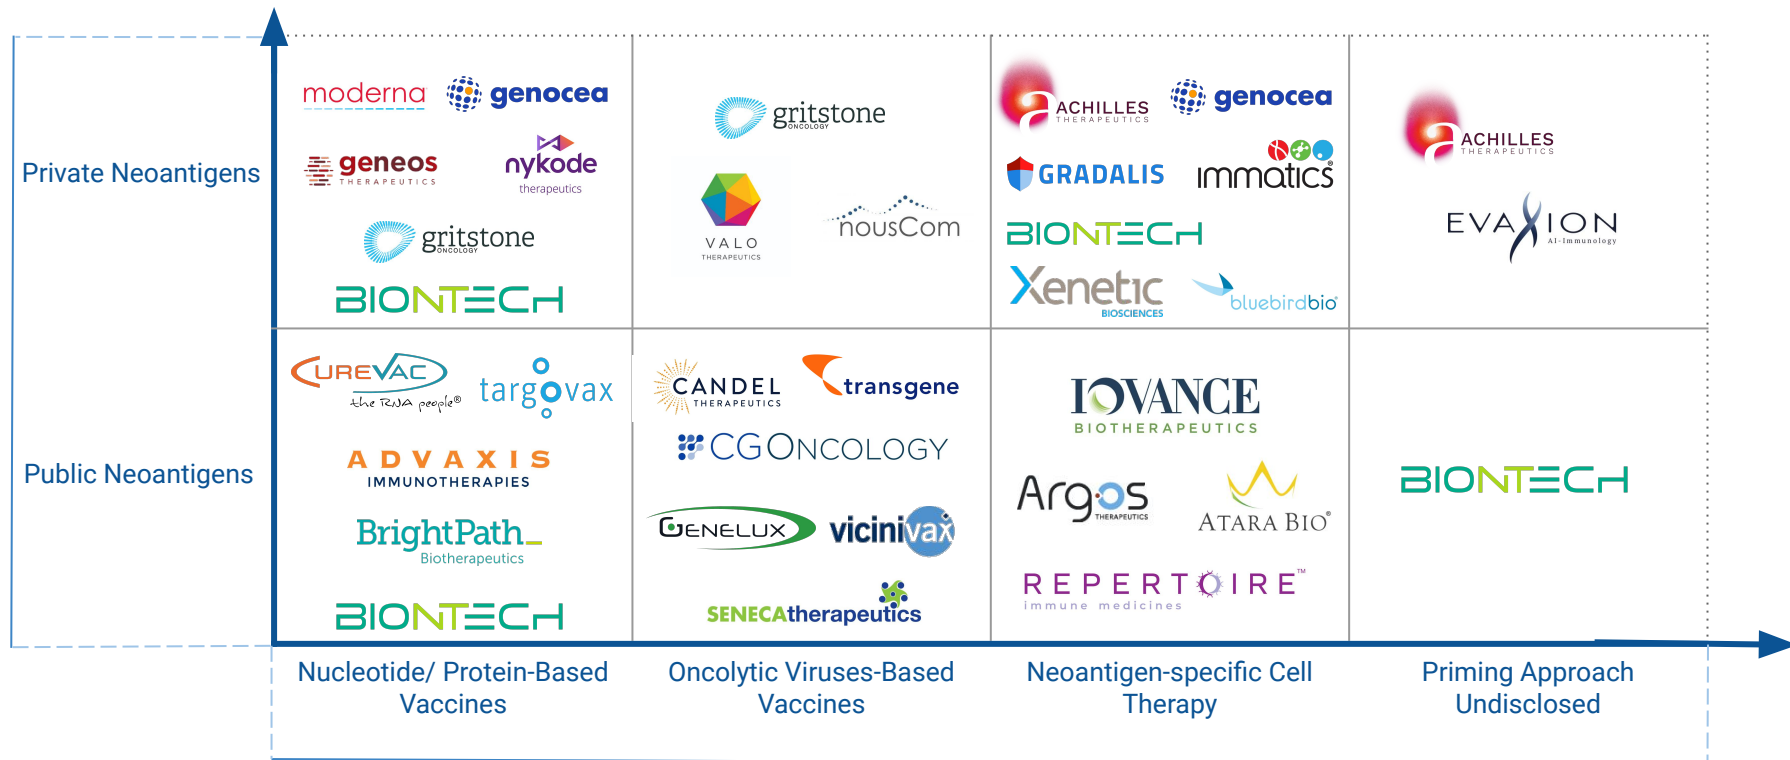 Private Neoantigens
moderna
genocea
geneos
THERAPEUTICS
nykode
therapeutics
gritstone
ONCOLOGY
BIONTECH
gritstone
ONCOLOGY
VALO
THERAPEUTICS
nousCom
a ACHILLES
THERAPEUTICS
genocea
GRADALIS
immatics®
BIONTECH
Xenetic
BIOSCIENCES
bluebirdbio®
a ACHILLES
THERAPEUTICS
EVAXION
AI-Immunology
Public Neoantigens
CUREVAC
the RNA people®
targovax
ADVAXIS
IMMUNOTHERAPIES
BrightPath
Biotherapeutics
BIONTECH
CANDEL
THERAPEUTICS
transgene
CG ONCOLOGY
GENELUX
vicinivax
SENECAtherapeutics
IOVANCE
BIOTHERAPEUTICS
Argos
THERAPEUTICS
ATARA BIO®
REPERTOIRE™
immune medicines
BIONTECH
Nucleotide/ Protein-Based
Vaccines
Oncolytic Viruses-Based
Vaccines
Neoantigen-specific Cell
Therapy
Priming Approach
Undisclosed